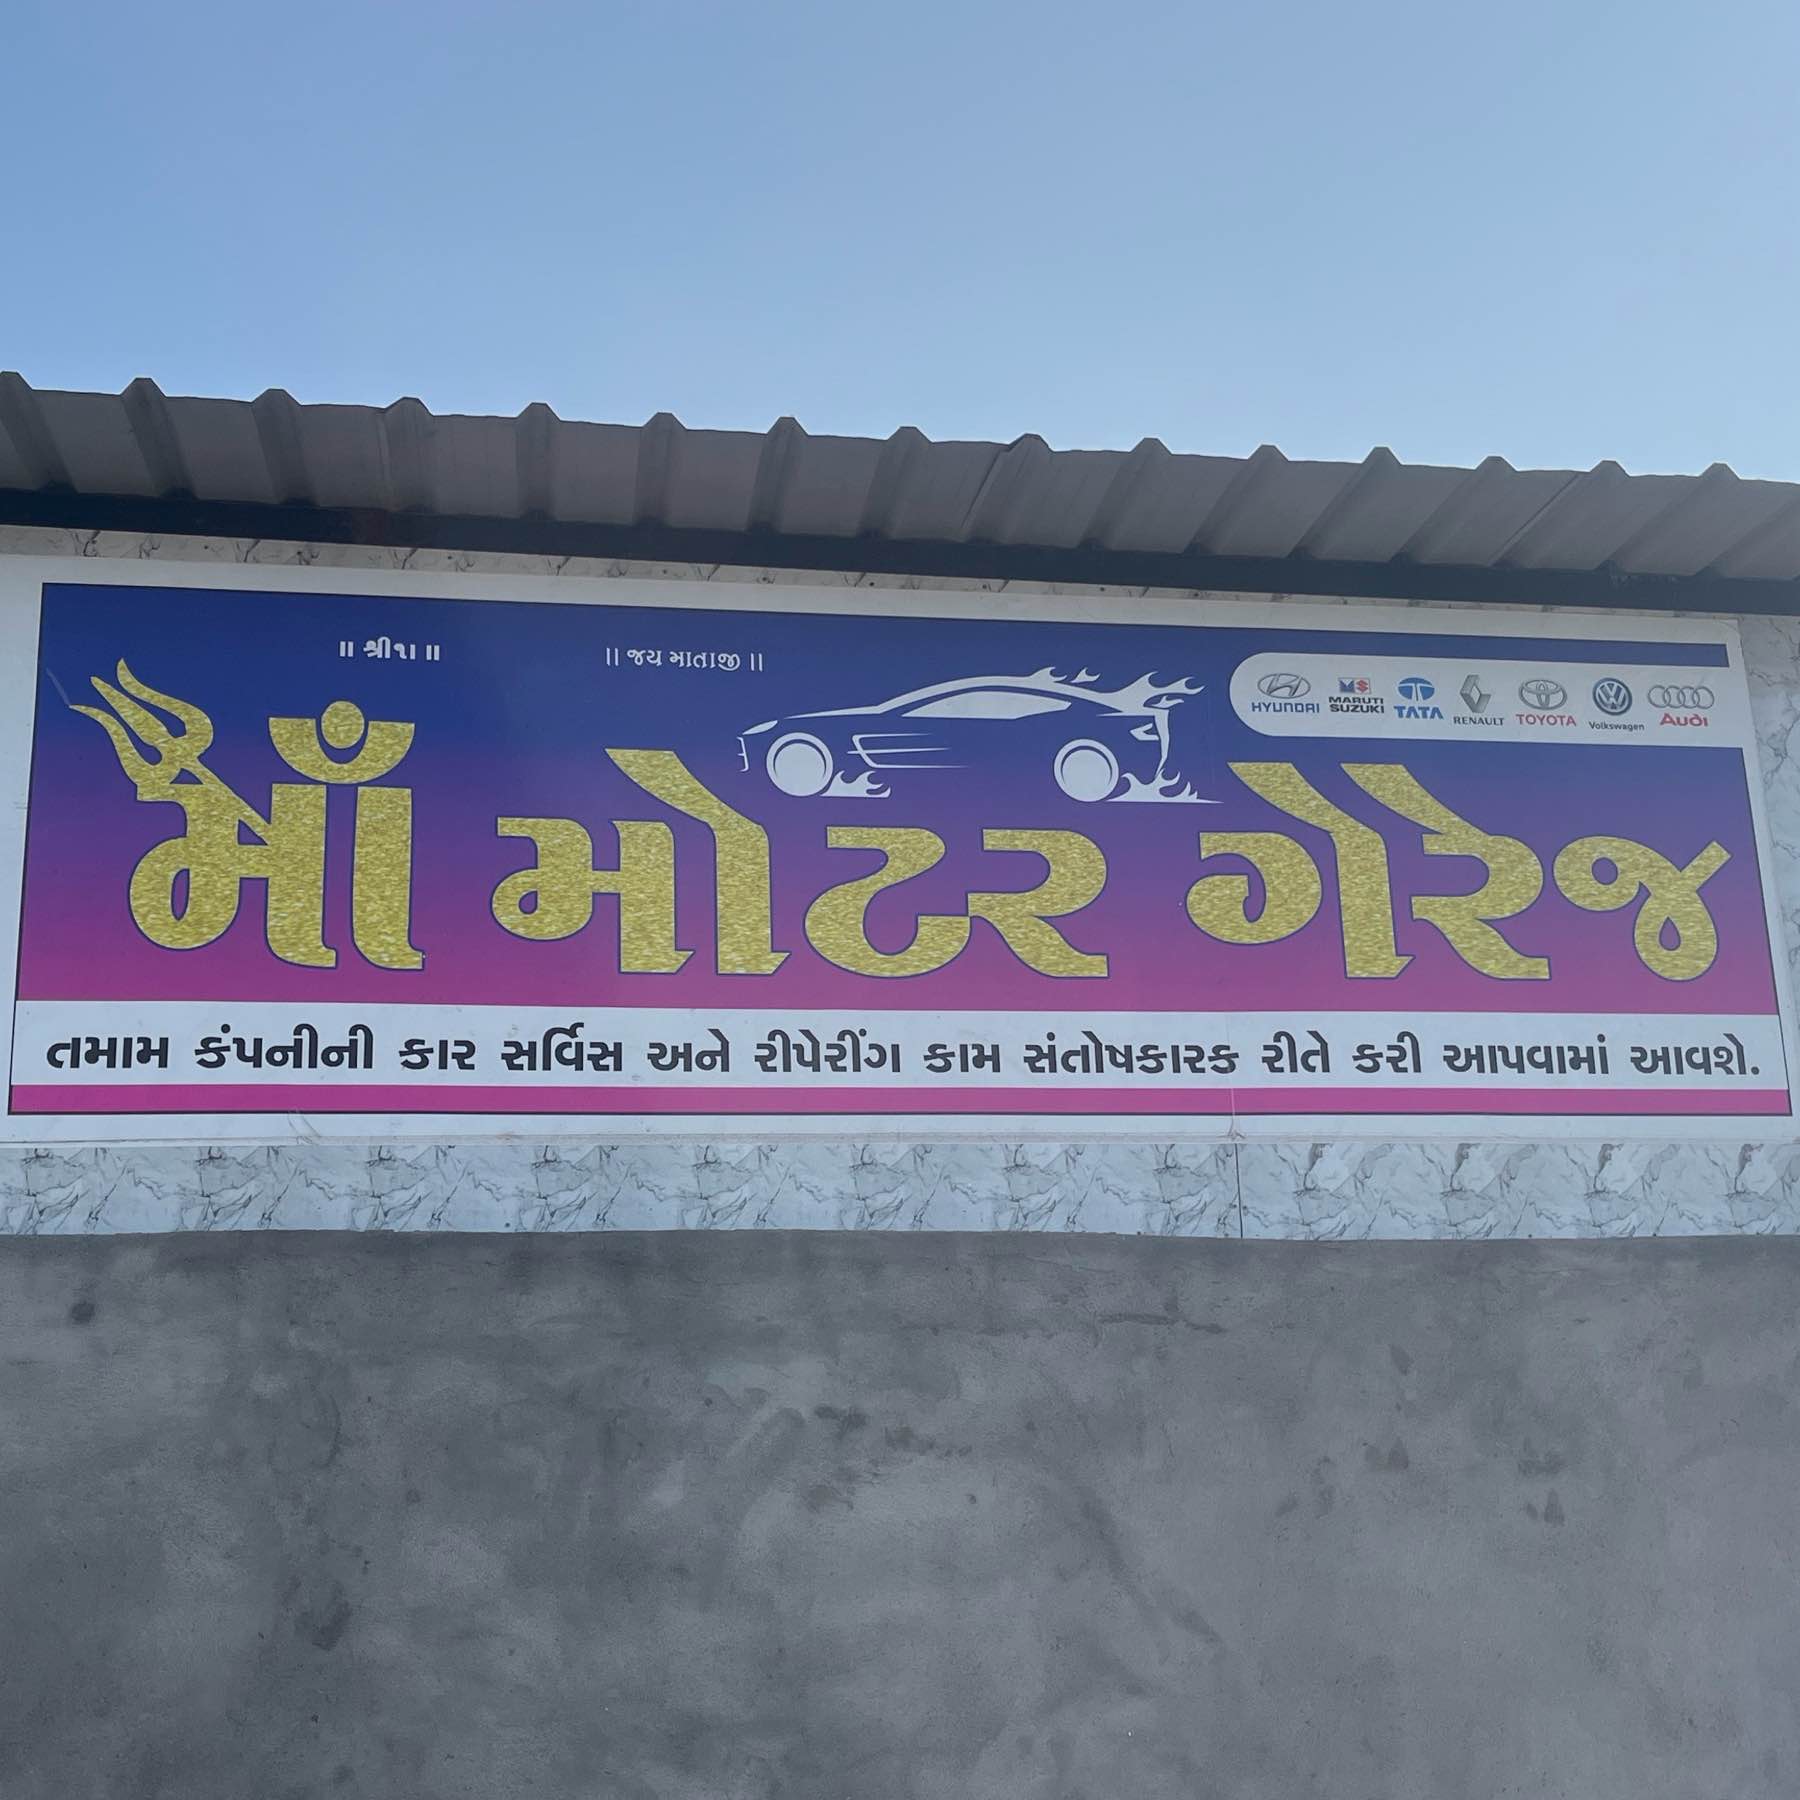 ॥ શ્રી૧ા ॥
|| જય માતાજી ||
HYUNDAI MARUTI SUZUKI TATA RENAULT TOYOTA Volkswagen Audi
માઁ મોટર ગેરેજ
તમામ કંપનીની કાર સર્વિસ અને રીપેરીંગ કામ સંતોષકારક રીતે કરી આપવામાં આવશે.